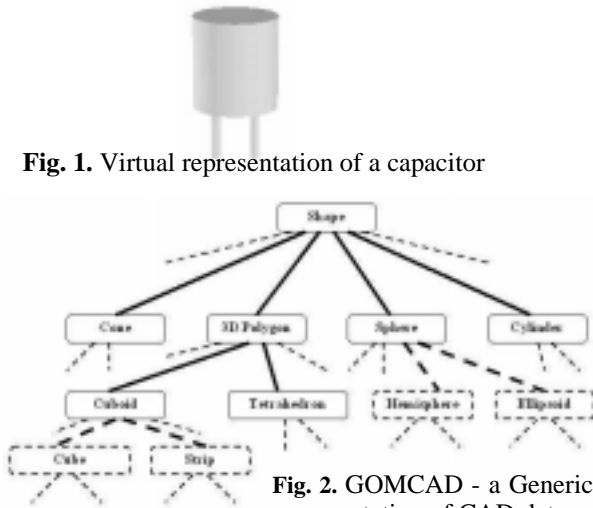 Fig. 1. Virtual representation of a capacitor
Shape
Cone
3D Polygon
Sphere
Cylinder
Cuboid
Tetrahedron
Hemisphere
Ellipsoid
Cube
Strip
Fig. 2. GOMCAD - a Generic